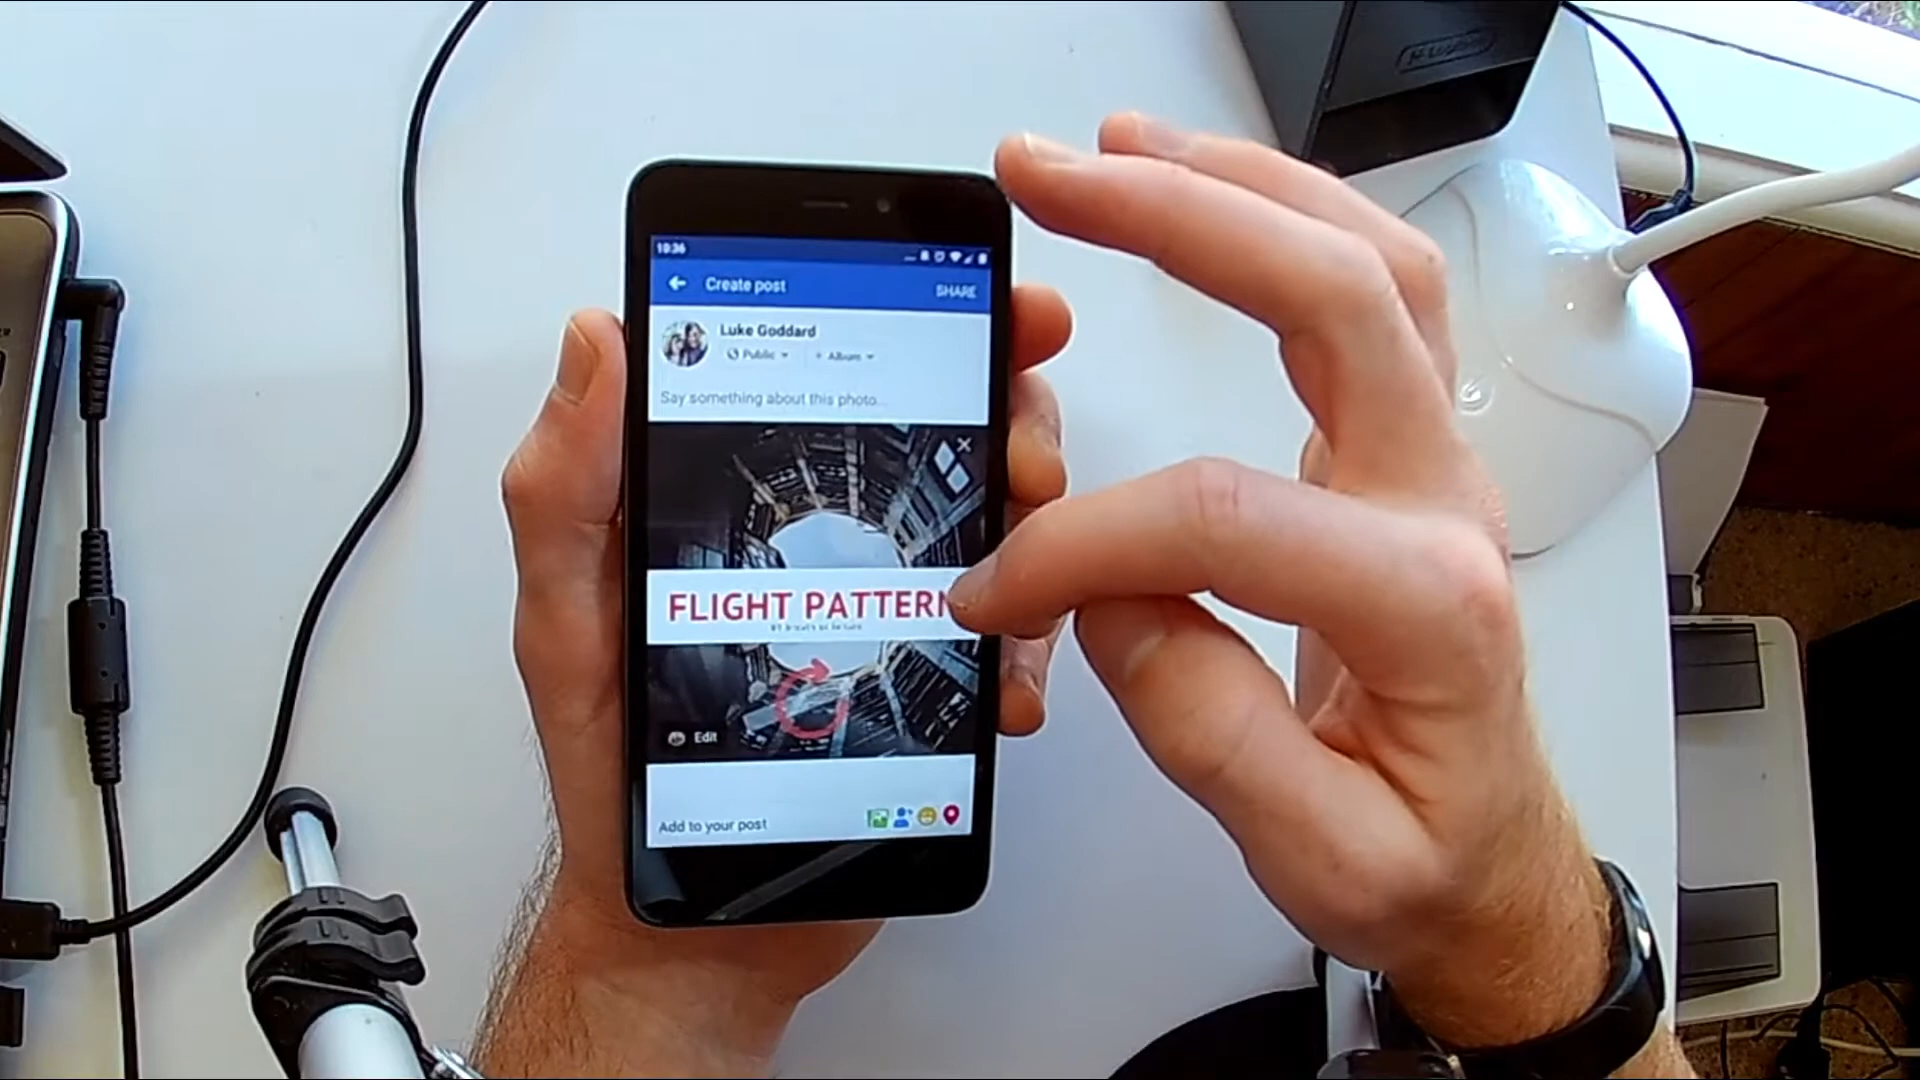 10:36
Create post
SHARE
Luke Goddard
Public
+ Album
Say something about this photo...
FLIGHT PATTERN
Edit
Add to your post